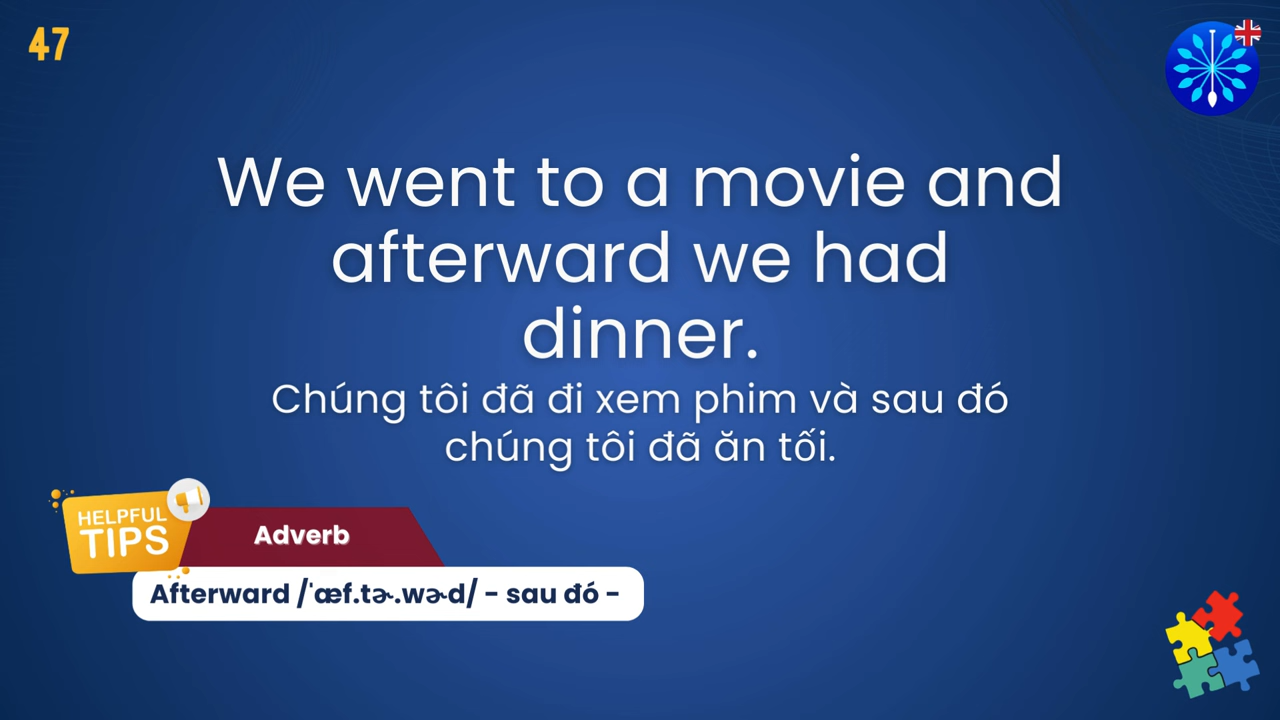 47
We went to a movie and
afterward we had
dinner.
Chúng tôi đã đi xem phim và sau đó
chúng tôi đã ăn tối.
HELPFUL
TIPS
Adverb
Afterward /ˈæf.tɚ.wɚd/ - sau đó -